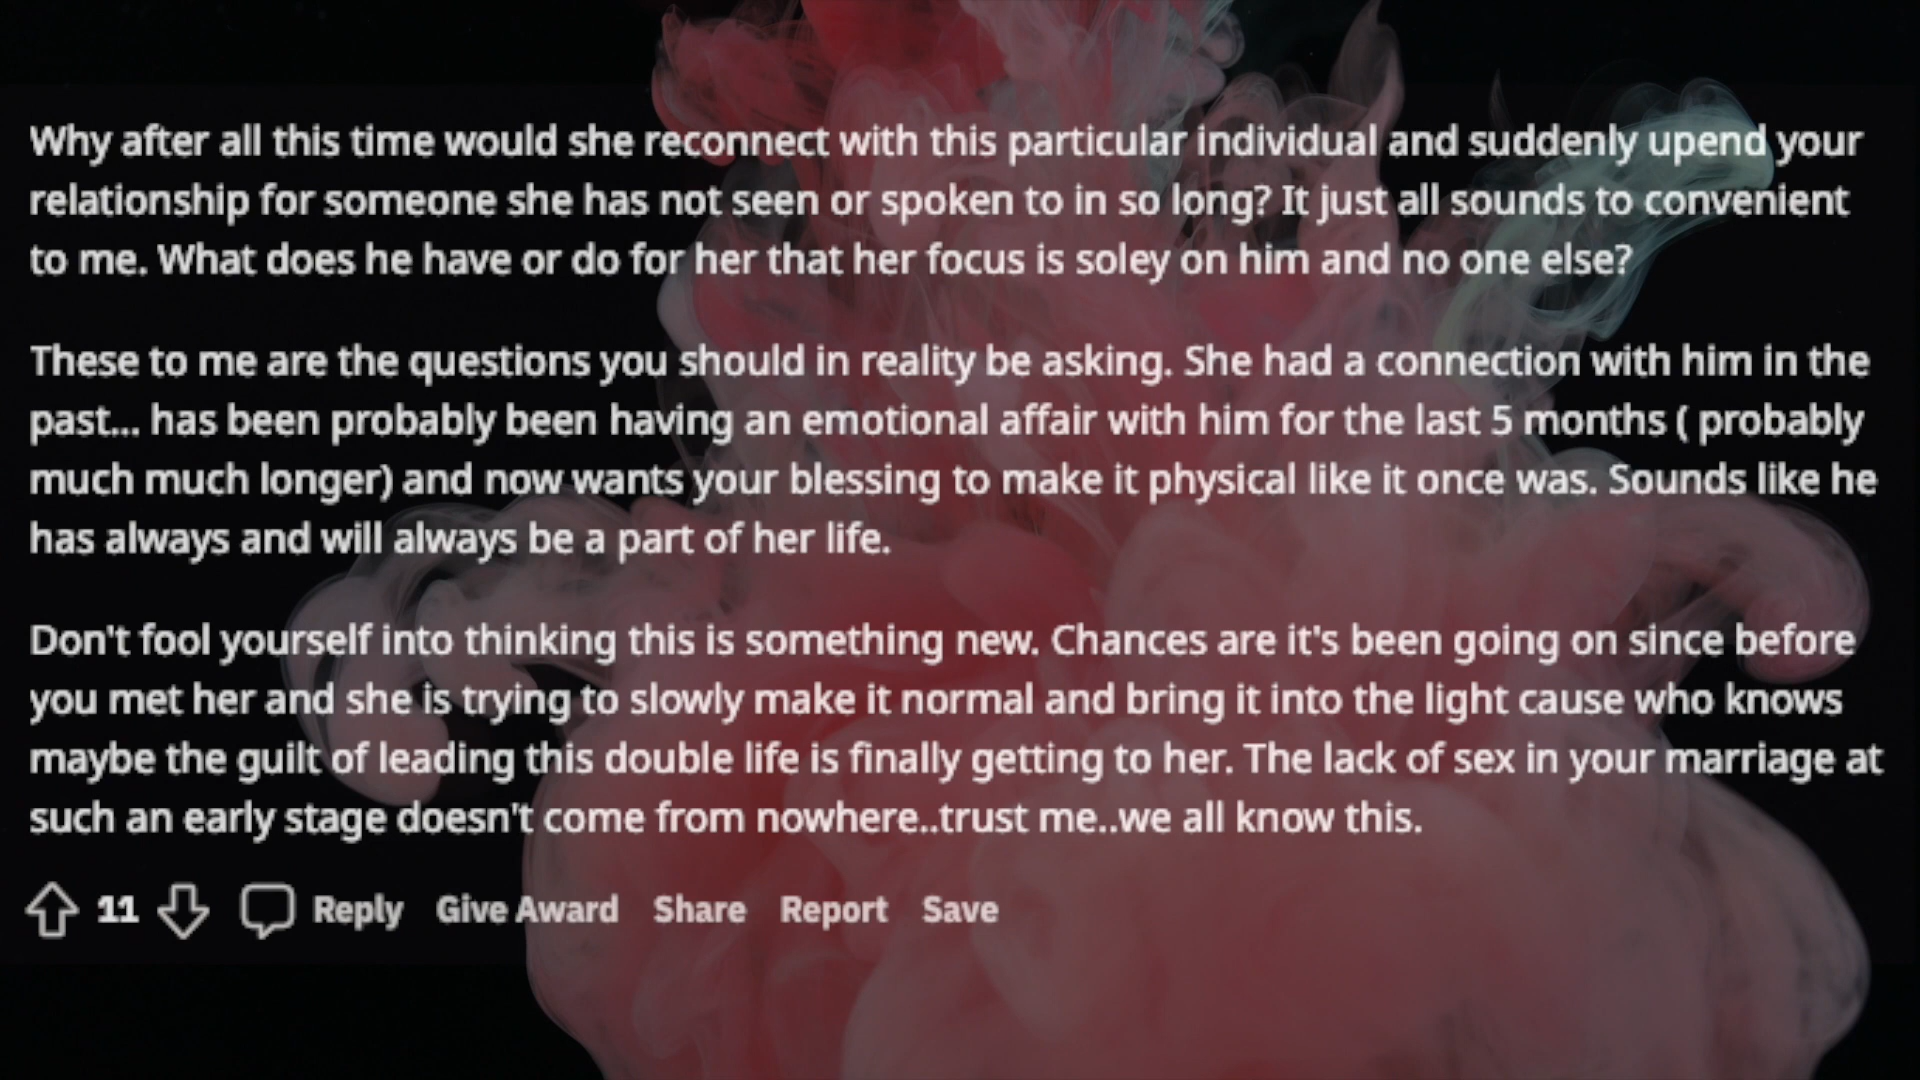 Why after all this time would she reconnect with this particular individual and suddenly upend your
relationship for someone she has not seen or spoken to in so long? It just all sounds to convenient
to me. What does he have or do for her that her focus is soley on him and no one else?
These to me are the questions you should in reality be asking. She had a connection with him in the
past... has been probably been having an emotional affair with him for the last 5 months ( probably
much much longer) and now wants your blessing to make it physical like it once was. Sounds like he
has always and will always be a part of her life.
Don't fool yourself into thinking this is something new. Chances are it's been going on since before
you met her and she is trying to slowly make it normal and bring it into the light cause who knows
maybe the guilt of leading this double life is finally getting to her. The lack of sex in your marriage at
such an early stage doesn't come from nowhere..trust me..we all know this.
11 Reply Give Award Share Report Save